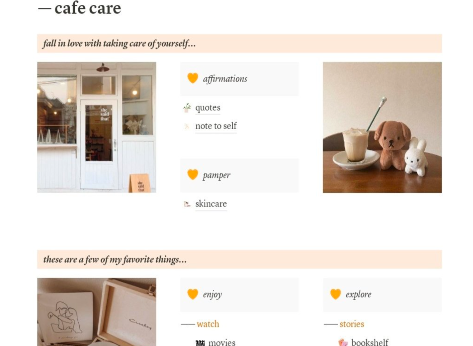 — cafe care
fall in love with taking care of yourself...
affirmations
quotes
note to self
pamper
skincare
these are a few of my favorite things...
enjoy
explore
— watch
— stories
movies
bookshelf